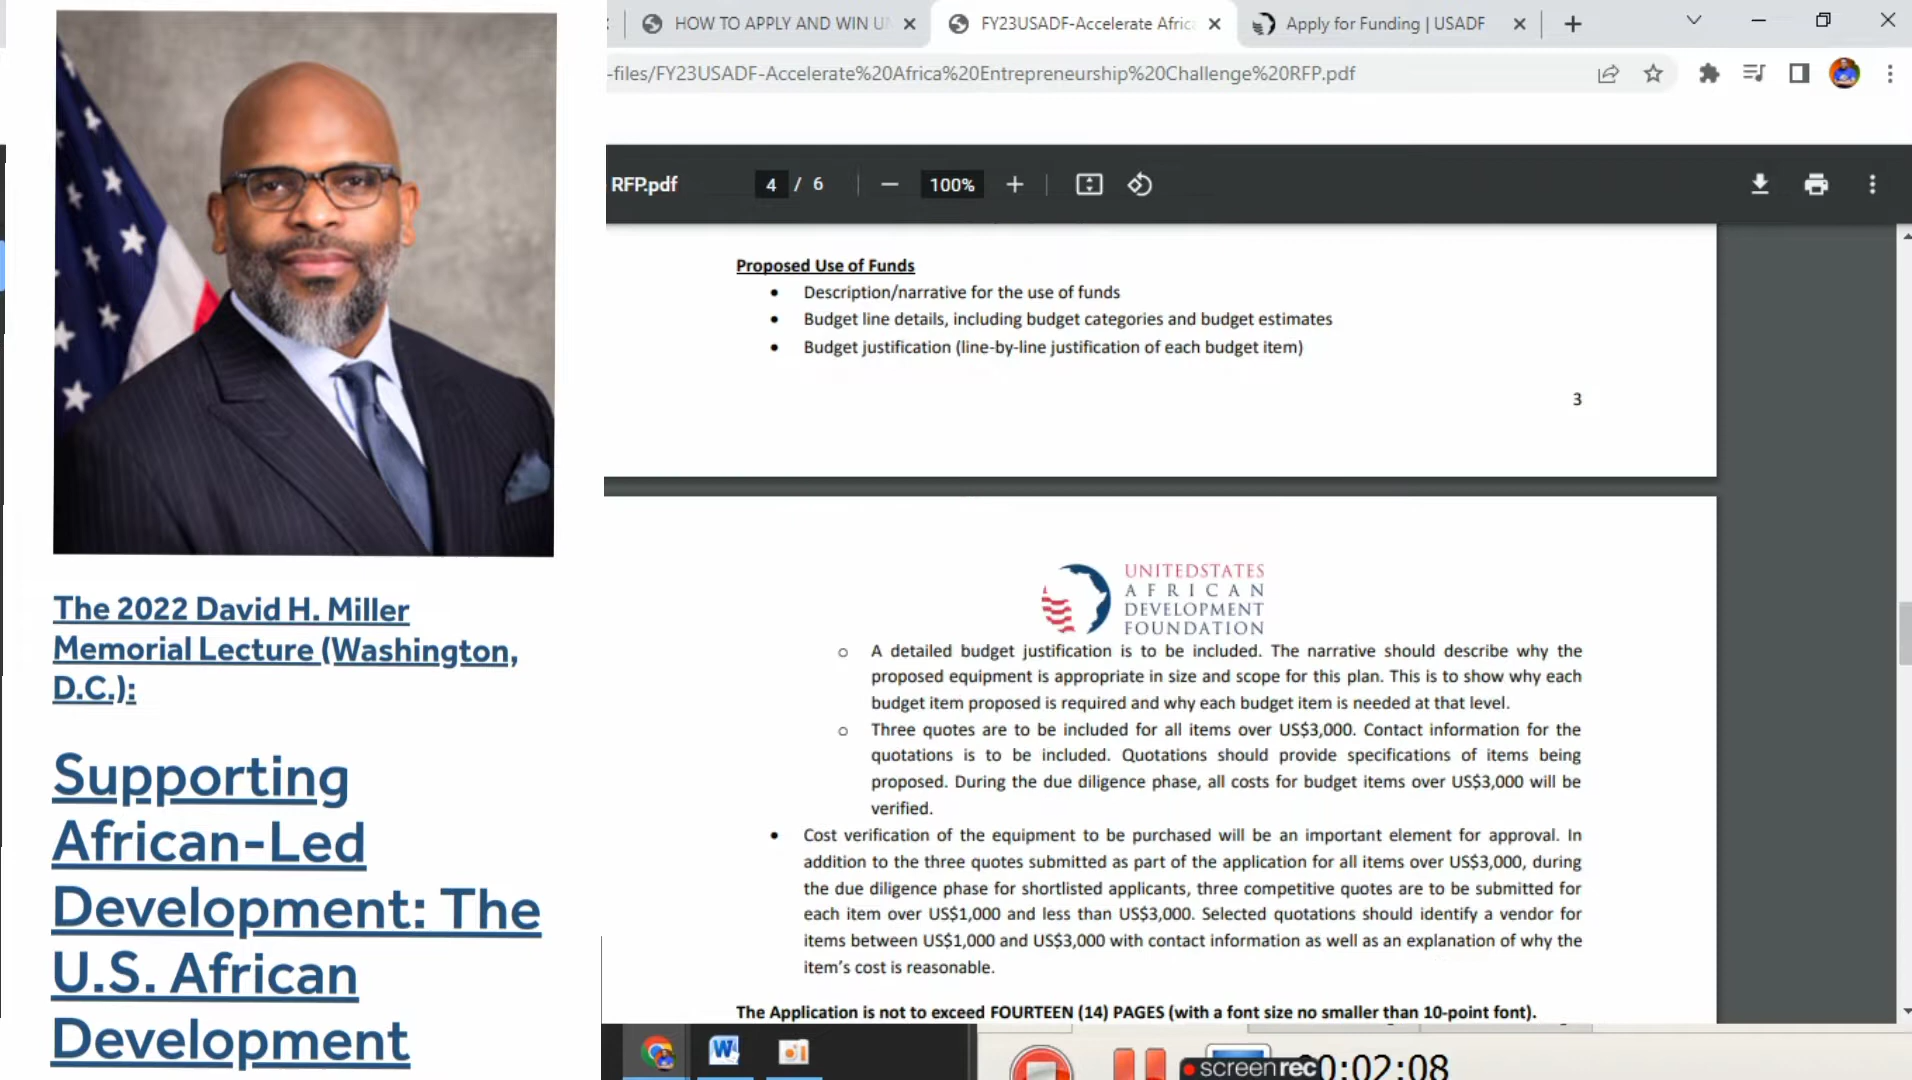 HOW TO APPLY AND WIN
FY23USADF-Accelerate Afric
Apply for Funding | USADF
-files/FY23USADF-Accelerate%20Africa%20Entrepreneurship%20Challenge%20RFP.pdf
RFP.pdf
4 / 6
100%
Proposed Use of Funds
• Description/narrative for the use of funds
• Budget line details, including budget categories and budget estimates
• Budget justification (line-by-line justification of each budget item)
3
UNITEDSTATES
AFRICAN
DEVELOPMENT
FOUNDATION
o A detailed budget justification is to be included. The narrative should describe why the
proposed equipment is appropriate in size and scope for this plan. This is to show why each
budget item proposed is required and why each budget item is needed at that level.
o Three quotes are to be included for all items over US$3,000. Contact information for the
quotations is to be included. Quotations should provide specifications of items being
proposed. During the due diligence phase, all costs for budget items over US$3,000 will be
verified.
• Cost verification of the equipment to be purchased will be an important element for approval. In
addition to the three quotes submitted as part of the application for all items over US$3,000, during
the due diligence phase for shortlisted applicants, three competitive quotes are to be submitted for
each item over US$1,000 and less than US$3,000. Selected quotations should identify a vendor for
items between US$1,000 and US$3,000 with contact information as well as an explanation of why the
item's cost is reasonable.
The Application is not to exceed FOURTEEN (14) PAGES (with a font size no smaller than 10-point font).
The 2022 David H. Miller
Memorial Lecture (Washington,
D.C.):
Supporting
African-Led
Development: The
U.S. African
Development
screenrec
0:02:08